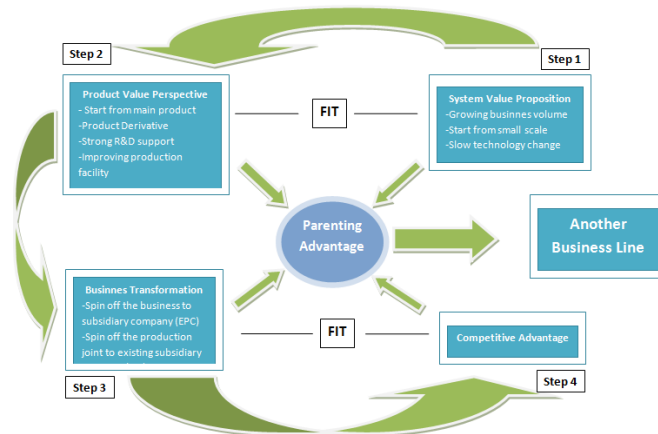 Step 2
Step 1
Product Value Perspective
- Start from main product
-Product Derivative
-Strong R&D support
-Improving production
facility
FIT
System Value Proposition
-Growing businnes volume
-Start from small scale
-Slow technology change
Parenting
Advantage
Another
Business Line
Businnes Transformation
-Spin off the business to
subsidiary company (EPC)
-Spin off the production
joint to existing subsidiary
FIT
Competitive Advantage
Step 3
Step 4